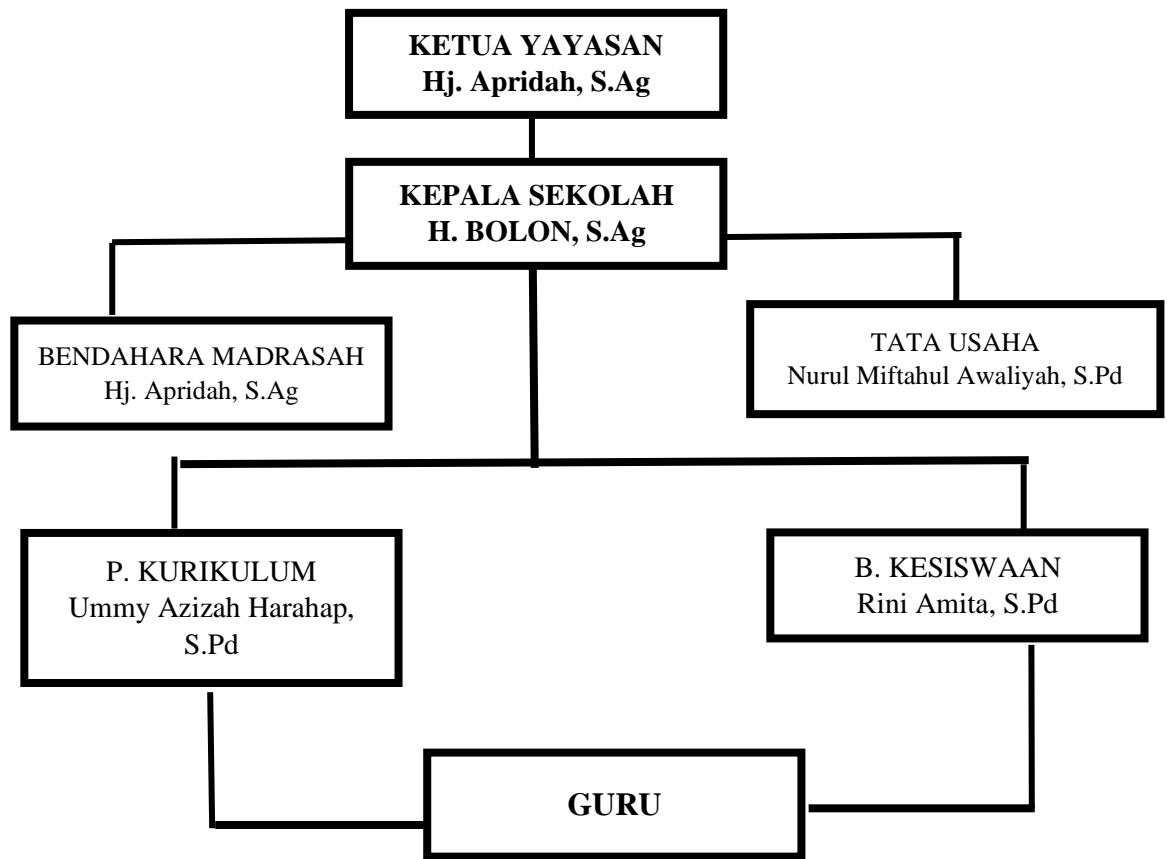 KETUA YAYASAN
Hj. Apridah, S.Ag
KEPALA SEKOLAH
H. BOLON, S.Ag
BENDAHARA MADRASAH
Hj. Apridah, S.Ag
TATA USAHA
Nurul Miftahul Awaliyah, S.Pd
P. KURIKULUM
Ummy Azizah Harahap,
S.Pd
B. KESISWAAN
Rini Amita, S.Pd
GURU